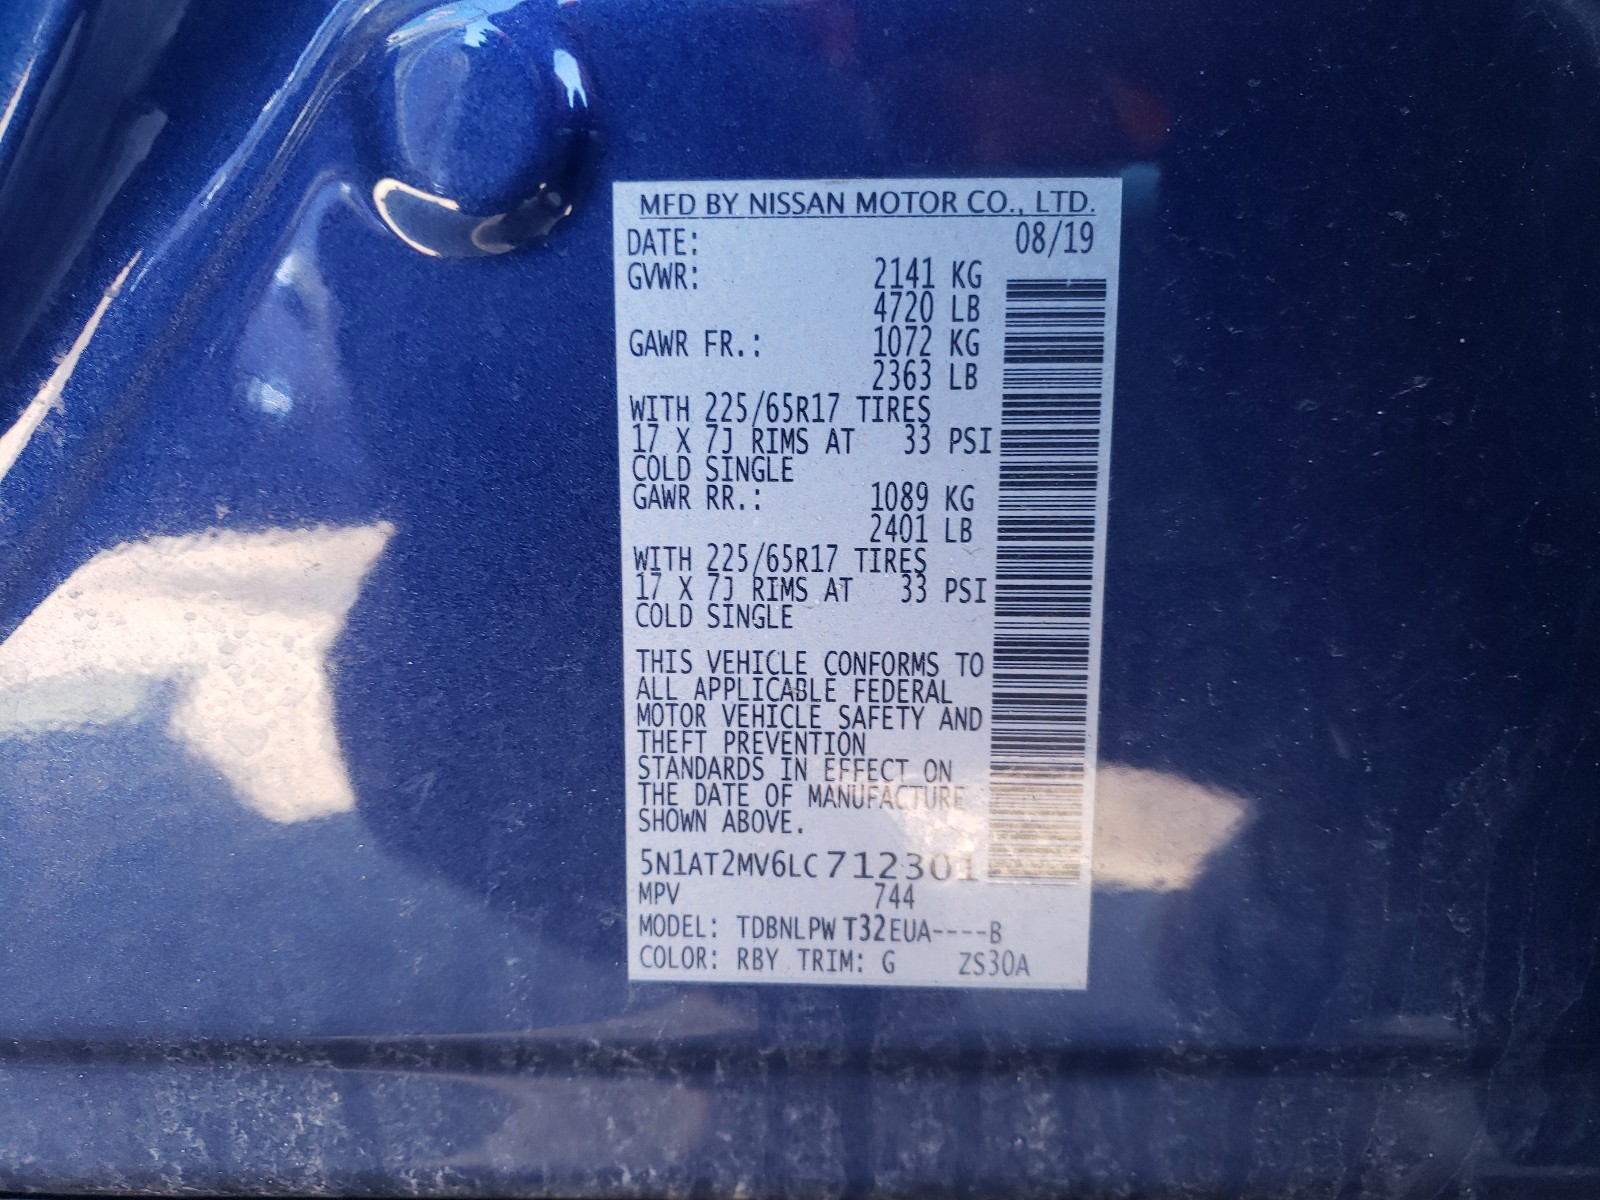 MFD BY NISSAN MOTOR CO., LTD.
DATE: 08/19
GVWR: 2141 KG
4720 LB
GAWR FR.: 1072 KG
2363 LB
WITH 225/65R17 TIRES
17 X 7J RIMS AT 33 PSI
COLD SINGLE
GAWR RR.: 1089 KG
2401 LB
WITH 225/65R17 TIRES
17 X 7J RIMS AT 33 PSI
COLD SINGLE
THIS VEHICLE CONFORMS TO
ALL APPLICABLE FEDERAL
MOTOR VEHICLE SAFETY AND
THEFT PREVENTION
STANDARDS IN EFFECT ON
THE DATE OF MANUFACTURE
SHOWN ABOVE.
5N1AT2MV6LC712301
MPV 744
MODEL: TDBNLPW T32EUA----B
COLOR: RBY TRIM: G ZS30A